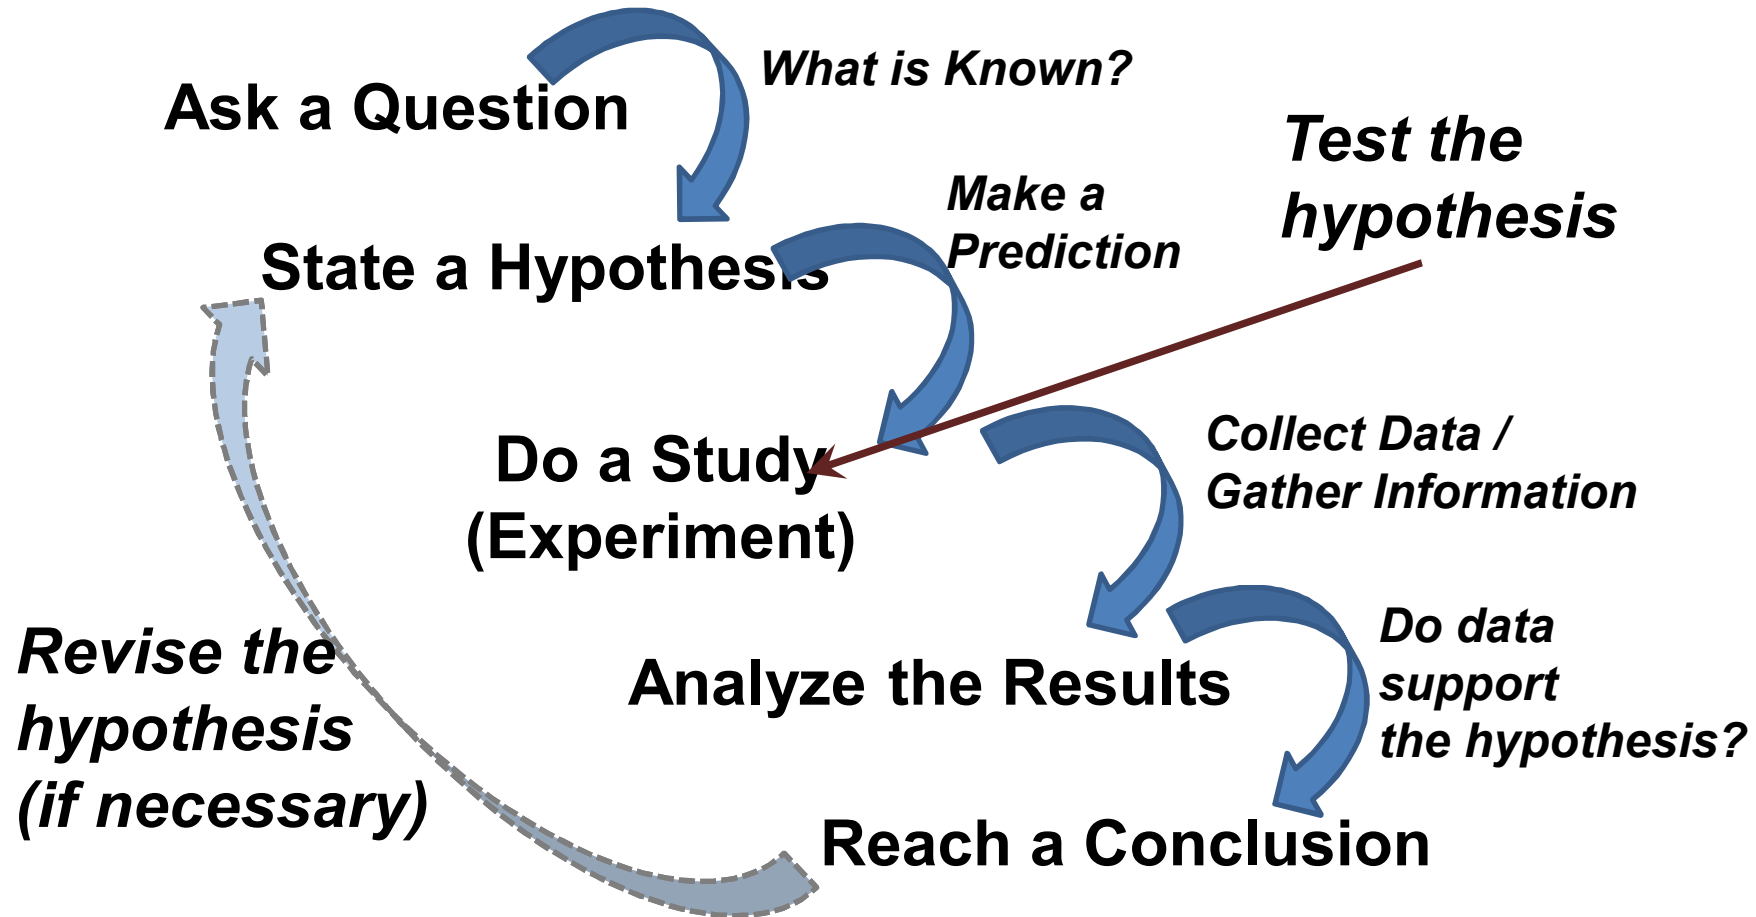 What is Known?
Ask a Question
Test the
hypothesis
Make a
Prediction
State a Hypothesis
Collect Data /
Gather Information
Do a Study
(Experiment)
Do data
support
the hypothesis?
Analyze the Results
Revise the
hypothesis
(if necessary)
Reach a Conclusion